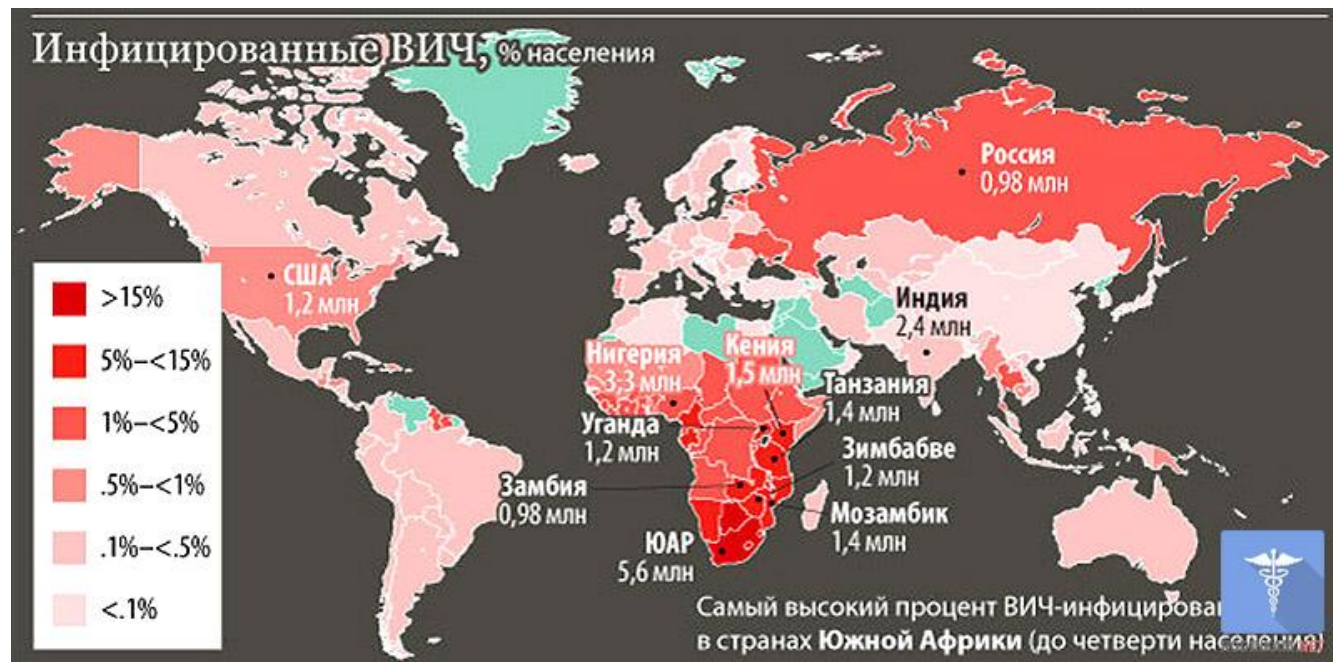 Инфицированные ВИЧ, % населения
Россия
0,98 млн
США
1,2 млн
>15%
5%–<15%
1%–<5%
.5%–<1%
.1%–<.5%
<.1%
Индия
2,4 млн
Нигерия
3,3 млн
Кения
1,5 млн
Танзания
1,4 млн
Уганда
1,2 млн
Зимбабве
1,2 млн
Замбия
0,98 млн
Мозамбик
1,4 млн
ЮАР
5,6 млн
Самый высокий процент
в странах Южной Африки (до четверти населения)